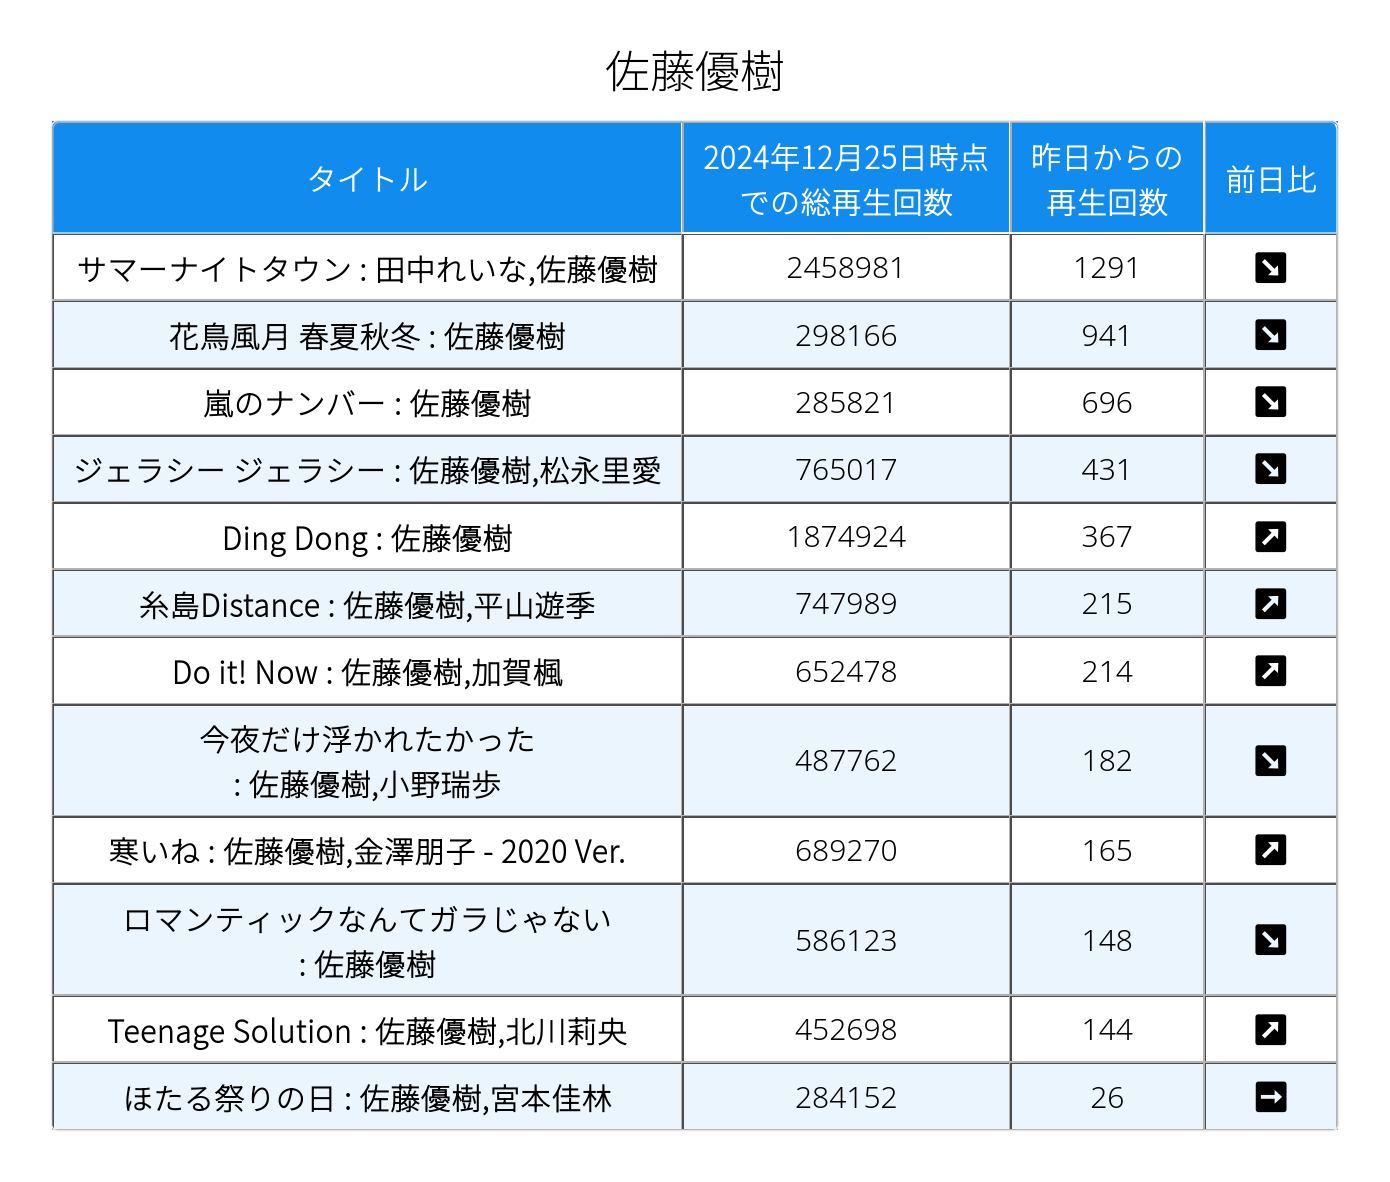 佐藤優樹
タイトル
2024年12月25日時点
での総再生回数
昨日からの
再生回数
前日比
サマーナイトタウン : 田中れいな,佐藤優樹 2458981 1291 ↘
花鳥風月 春夏秋冬 : 佐藤優樹 298166 941 ↘
嵐のナンバー : 佐藤優樹 285821 696 ↘
ジェラシー ジェラシー : 佐藤優樹,松永里愛 765017 431 ↘
Ding Dong : 佐藤優樹 1874924 367 ↗
糸島Distance : 佐藤優樹,平山遊季 747989 215 ↗
Do it! Now : 佐藤優樹,加賀楓 652478 214 ↗
今夜だけ浮かれたかった
: 佐藤優樹,小野瑞歩 487762 182 ↘
寒いね : 佐藤優樹,金澤朋子 - 2020 Ver. 689270 165 ↗
ロマンティックなんてガラじゃない
: 佐藤優樹 586123 148 ↘
Teenage Solution : 佐藤優樹,北川莉央 452698 144 ↗
ほたる祭りの日 : 佐藤優樹,宮本佳林 284152 26 →